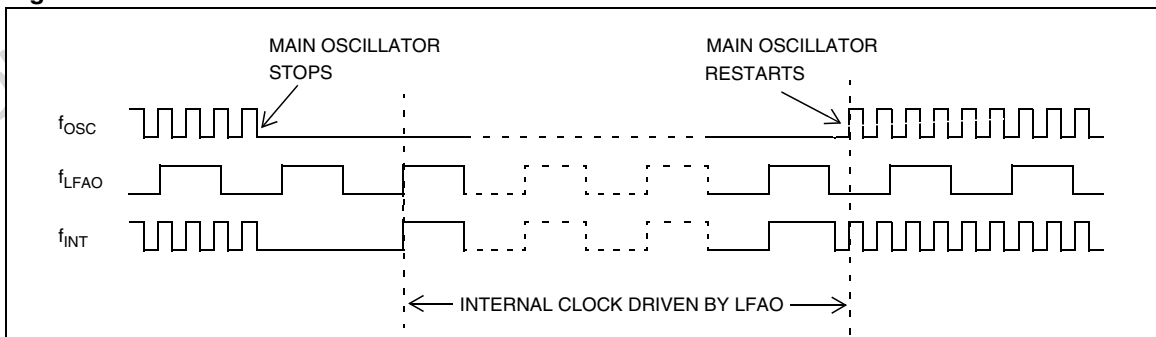 MAIN OSCILLATOR
STOPS
MAIN OSCILLATOR
RESTARTS
fOSC
fLFAO
fINT
INTERNAL CLOCK DRIVEN BY LFAO